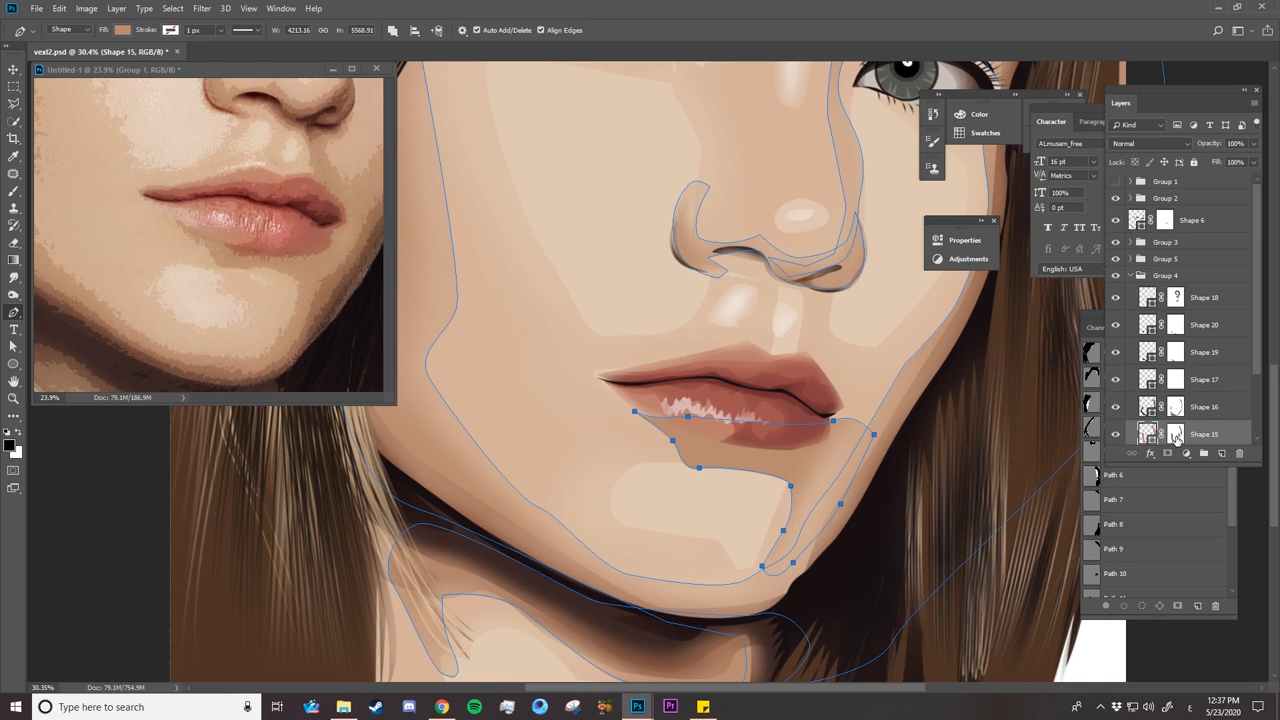 Ps File Edit Image Layer Type Select Filter 3D View Window Help
Shape Fill: Stroke: 1 px W: 4213.16 H: 5568.91 Auto Add/Delete Align Edges
vexl2.psd @ 30.4% (Shape 15, RGB/8) * ×
Untitled-1 @ 23.9% (Group 1, RGB/8) *
23.9% Doc: 79.1M/186.9M
Color
Swatches
Properties
Adjustments
Character Paragr
ALmusam_free
16 pt
Metrics
100%
0 pt
English: USA
Layers
Kind
Normal Opacity: 100%
Lock: Fill: 100%
Group 1
Group 2
Shape 6
Group 3
Group 5
Group 4
Shape 18
Shape 20
Shape 19
Shape 17
Shape 16
Shape 15
Chann
Path 6
Path 7
Path 8
Path 9
Path 10
30.35% Doc: 79.1M/754.9M
Type here to search
12:37 PM
5/23/2020